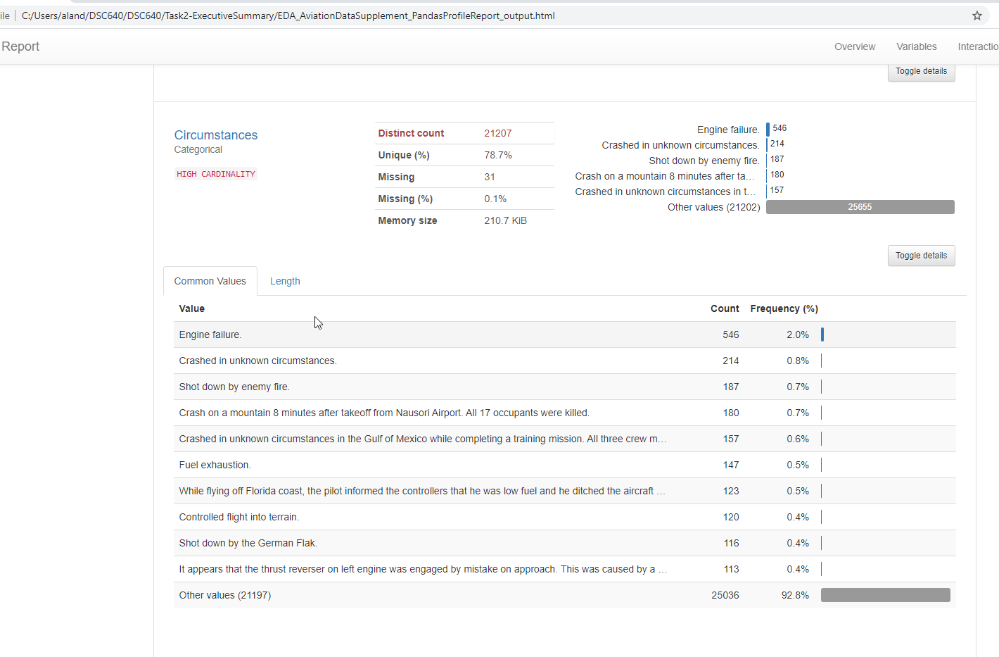 ile | C:/Users/aland/DSC640/DSC640/Task2-ExecutiveSummary/EDA_AviationDataSupplement_PandasProfileReport_output.html
Report Overview Variables Interactio
Toggle details
Circumstances
Categorical
HIGH CARDINALITY
Distinct count 21207
Unique (%) 78.7%
Missing 31
Missing (%) 0.1%
Memory size 210.7 KiB
Engine failure. 546
Crashed in unknown circumstances. 214
Shot down by enemy fire. 187
Crash on a mountain 8 minutes after ta… 180
Crashed in unknown circumstances in t… 157
Other values (21202) 25655
Toggle details
Common Values Length
Value Count Frequency (%)
Engine failure. 546 2.0%
Crashed in unknown circumstances. 214 0.8%
Shot down by enemy fire. 187 0.7%
Crash on a mountain 8 minutes after takeoff from Nausori Airport. All 17 occupants were killed. 180 0.7%
Crashed in unknown circumstances in the Gulf of Mexico while completing a training mission. All three crew m… 157 0.6%
Fuel exhaustion. 147 0.5%
While flying off Florida coast, the pilot informed the controllers that he was low fuel and he ditched the aircraft … 123 0.5%
Controlled flight into terrain. 120 0.4%
Shot down by the German Flak. 116 0.4%
It appears that the thrust reverser on left engine was engaged by mistake on approach. This was caused by a … 113 0.4%
Other values (21197) 25036 92.8%